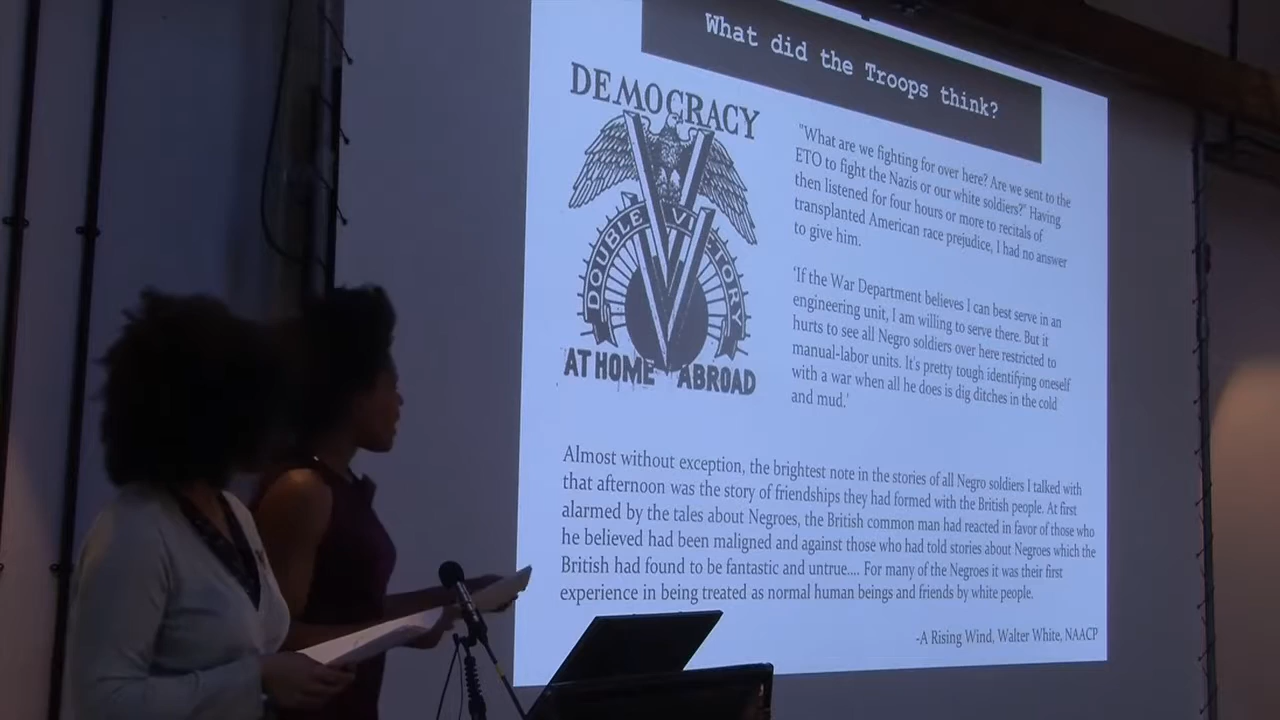 What did the Troops think?
DEMOCRACY
DOUBLE VICTORY
AT HOME ABROAD
"What are we fighting for over here? Are we sent to the
ETO to fight the Nazis or our white soldiers?" Having
then listened for four hours or more to recitals of
transplanted American race prejudice, I had no answer
to give him.
'If the War Department believes I can best serve in an
engineering unit, I am willing to serve there. But it
hurts to see all Negro soldiers over here restricted to
manual-labor units. It's pretty tough identifying oneself
with a war when all he does is dig ditches in the cold
and mud.'
Almost without exception, the brightest note in the stories of all Negro soldiers I talked with
that afternoon was the story of friendships they had formed with the British people. At first
alarmed by the tales about Negroes, the British common man had reacted in favor of those who
he believed had been maligned and against those who had told stories about Negroes which the
British had found to be fantastic and untrue.... For many of the Negroes it was their first
experience in being treated as normal human beings and friends by white people.
-A Rising Wind, Walter White, NAACP